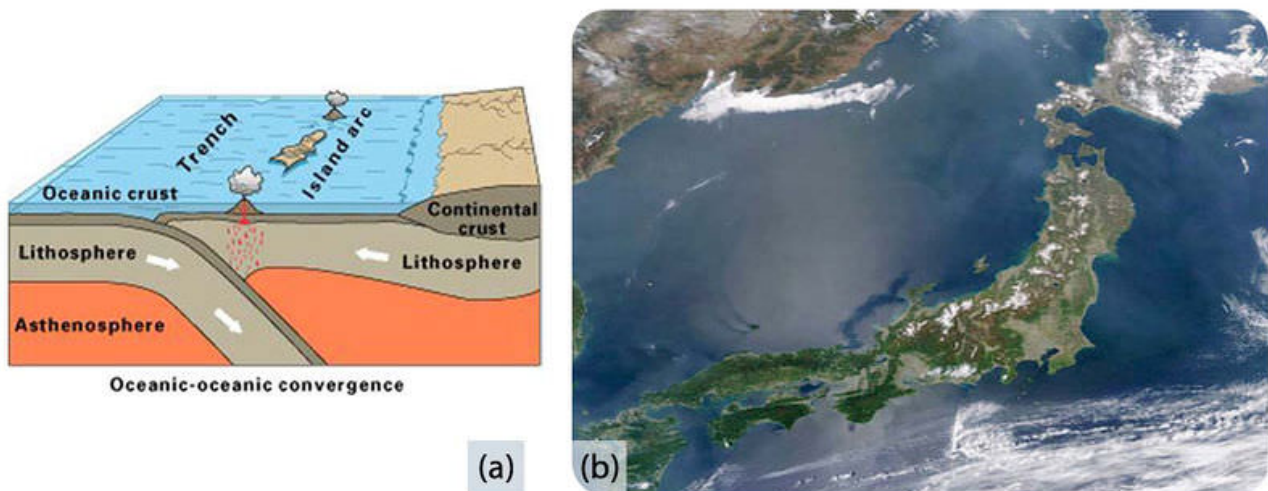 Trench
Island arc
Oceanic crust
Continental
crust
Lithosphere
Lithosphere
Asthenosphere
Oceanic-oceanic convergence
(a)
(b)